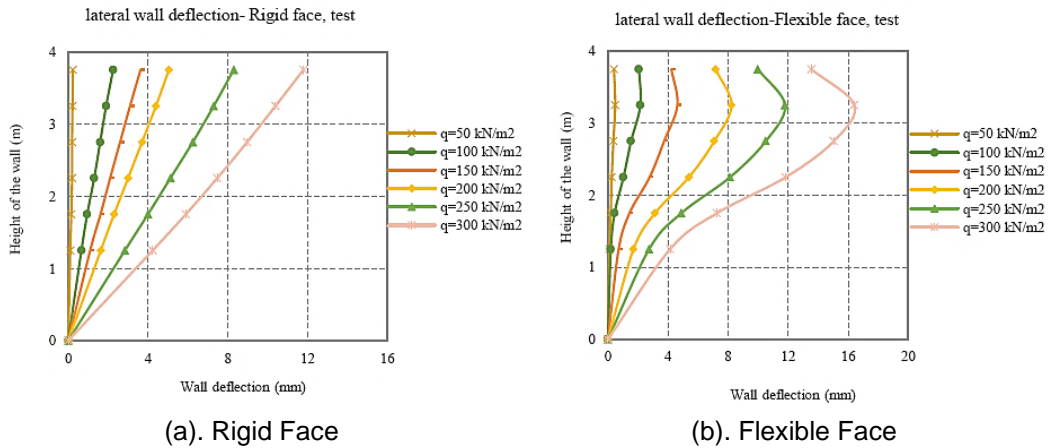 lateral wall deflection- Rigid face, test
Height of the wall (m)
4
3
2
1
0
0 4 8 12 16
Wall deflection (mm)
q=50 kN/m2
q=100 kN/m2
q=150 kN/m2
q=200 kN/m2
q=250 kN/m2
q=300 kN/m2
(a). Rigid Face
lateral wall deflection-Flexible face, test
Height of the wall (m)
4
3
2
1
0
0 4 8 12 16 20
Wall deflection (mm)
q=50 kN/m2
q=100 kN/m2
q=150 kN/m2
q=200 kN/m2
q=250 kN/m2
q=300 kN/m2
(b). Flexible Face